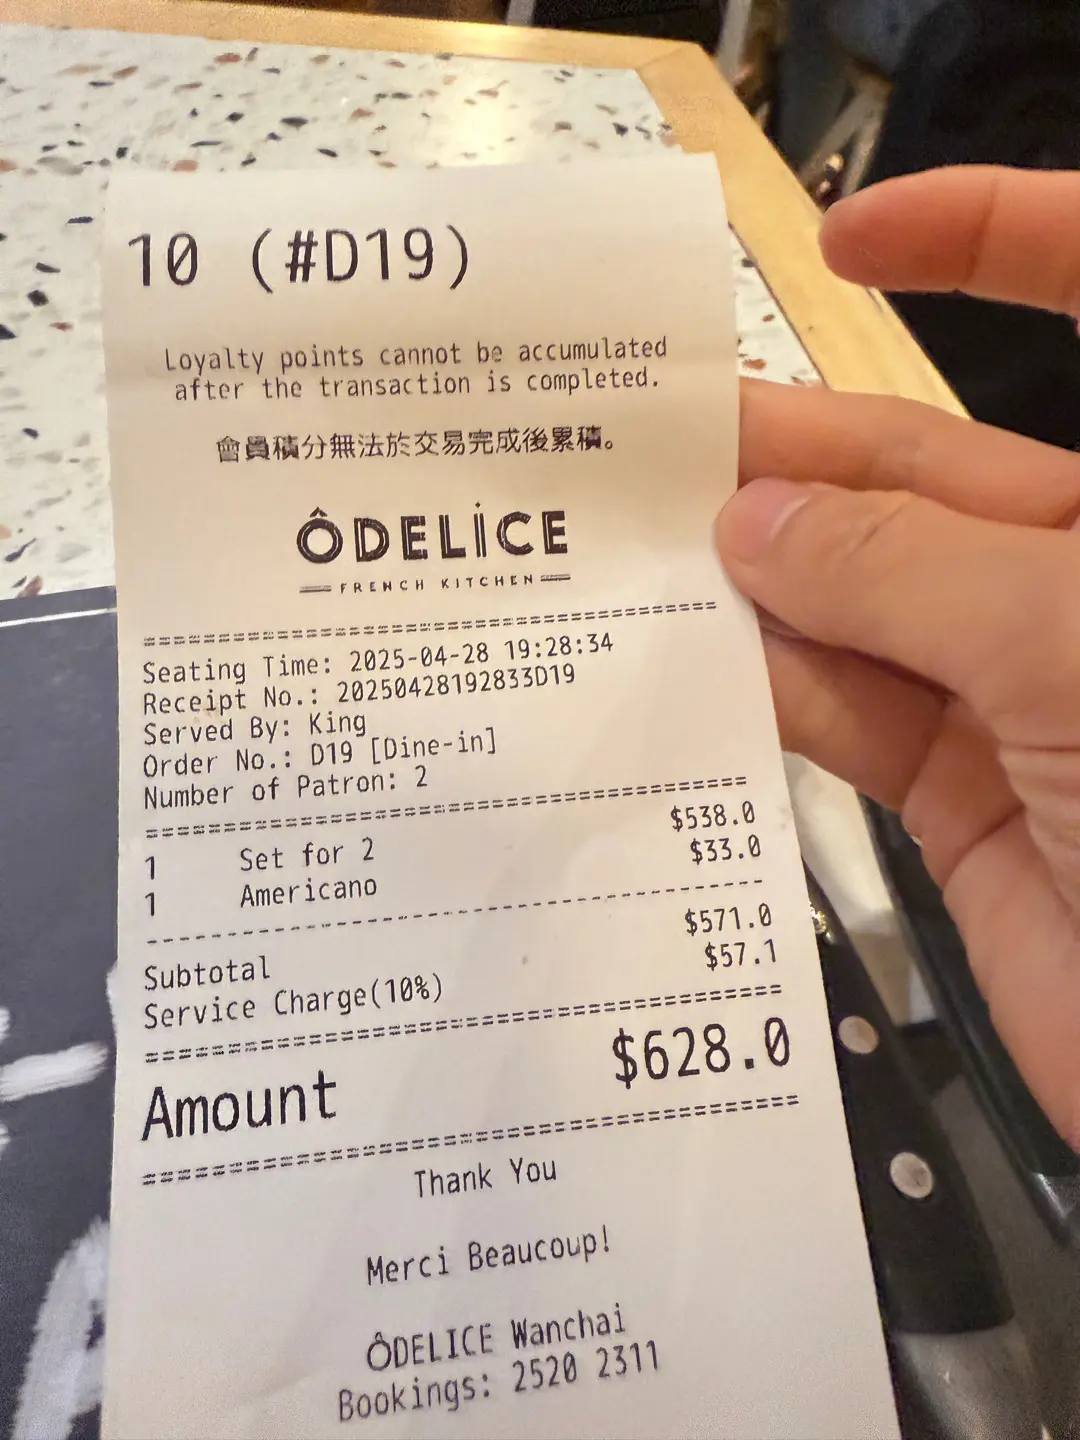 10 (#D19)
Loyalty points cannot be accumulated
after the transaction is completed.
會員積分無法於交易完成後累積。
ÔDELİCE
FRENCH KITCHEN
Seating Time: 2025-04-28 19:28:34
Receipt No.: 20250428192833D19
Served By: King
Order No.: D19 [Dine-in]
Number of Patron: 2
1 Set for 2 $538.0
1 Americano $33.0
Subtotal $571.0
Service Charge(10%) $57.1
Amount $628.0
Thank You
Merci Beaucoup!
ÔDELICE Wanchai
Bookings: 2520 2311